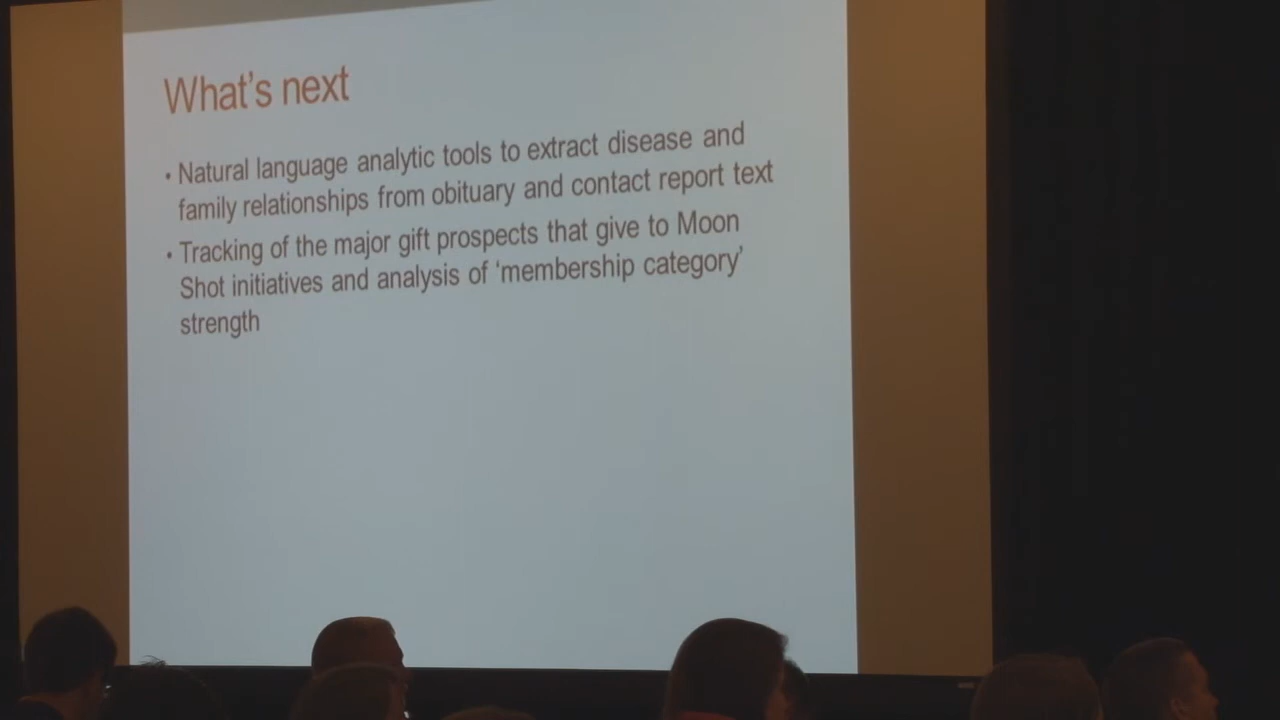 What's next
• Natural language analytic tools to extract disease and
family relationships from obituary and contact report text
• Tracking of the major gift prospects that give to Moon
Shot initiatives and analysis of ‘membership category’
strength